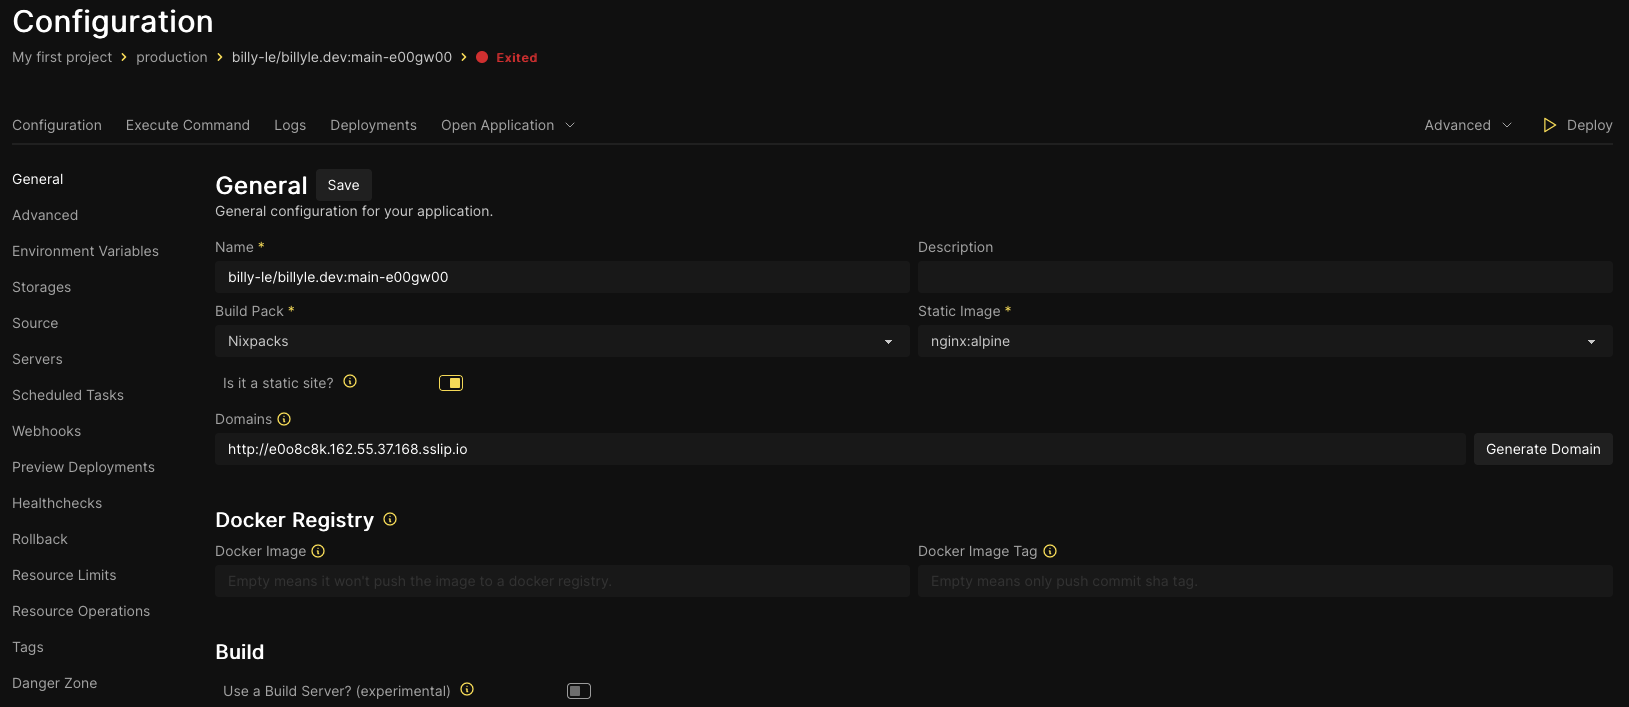 Configuration
My first project > production > billy-le/billyle.dev:main-e00gw00 > Exited
Configuration Execute Command Logs Deployments Open Application Advanced Deploy
General
Advanced
Environment Variables
Storages
Source
Servers
Scheduled Tasks
Webhooks
Preview Deployments
Healthchecks
Rollback
Resource Limits
Resource Operations
Tags
Danger Zone
General Save
General configuration for your application.
Name * Description
billy-le/billyle.dev:main-e00gw00
Build Pack * Static Image *
Nixpacks nginx:alpine
Is it a static site?
Domains
http://e0o8c8k.162.55.37.168.sslip.io Generate Domain
Docker Registry
Docker Image Docker Image Tag
Empty means it won't push the image to a docker registry. Empty means only push commit sha tag.
Build
Use a Build Server? (experimental)